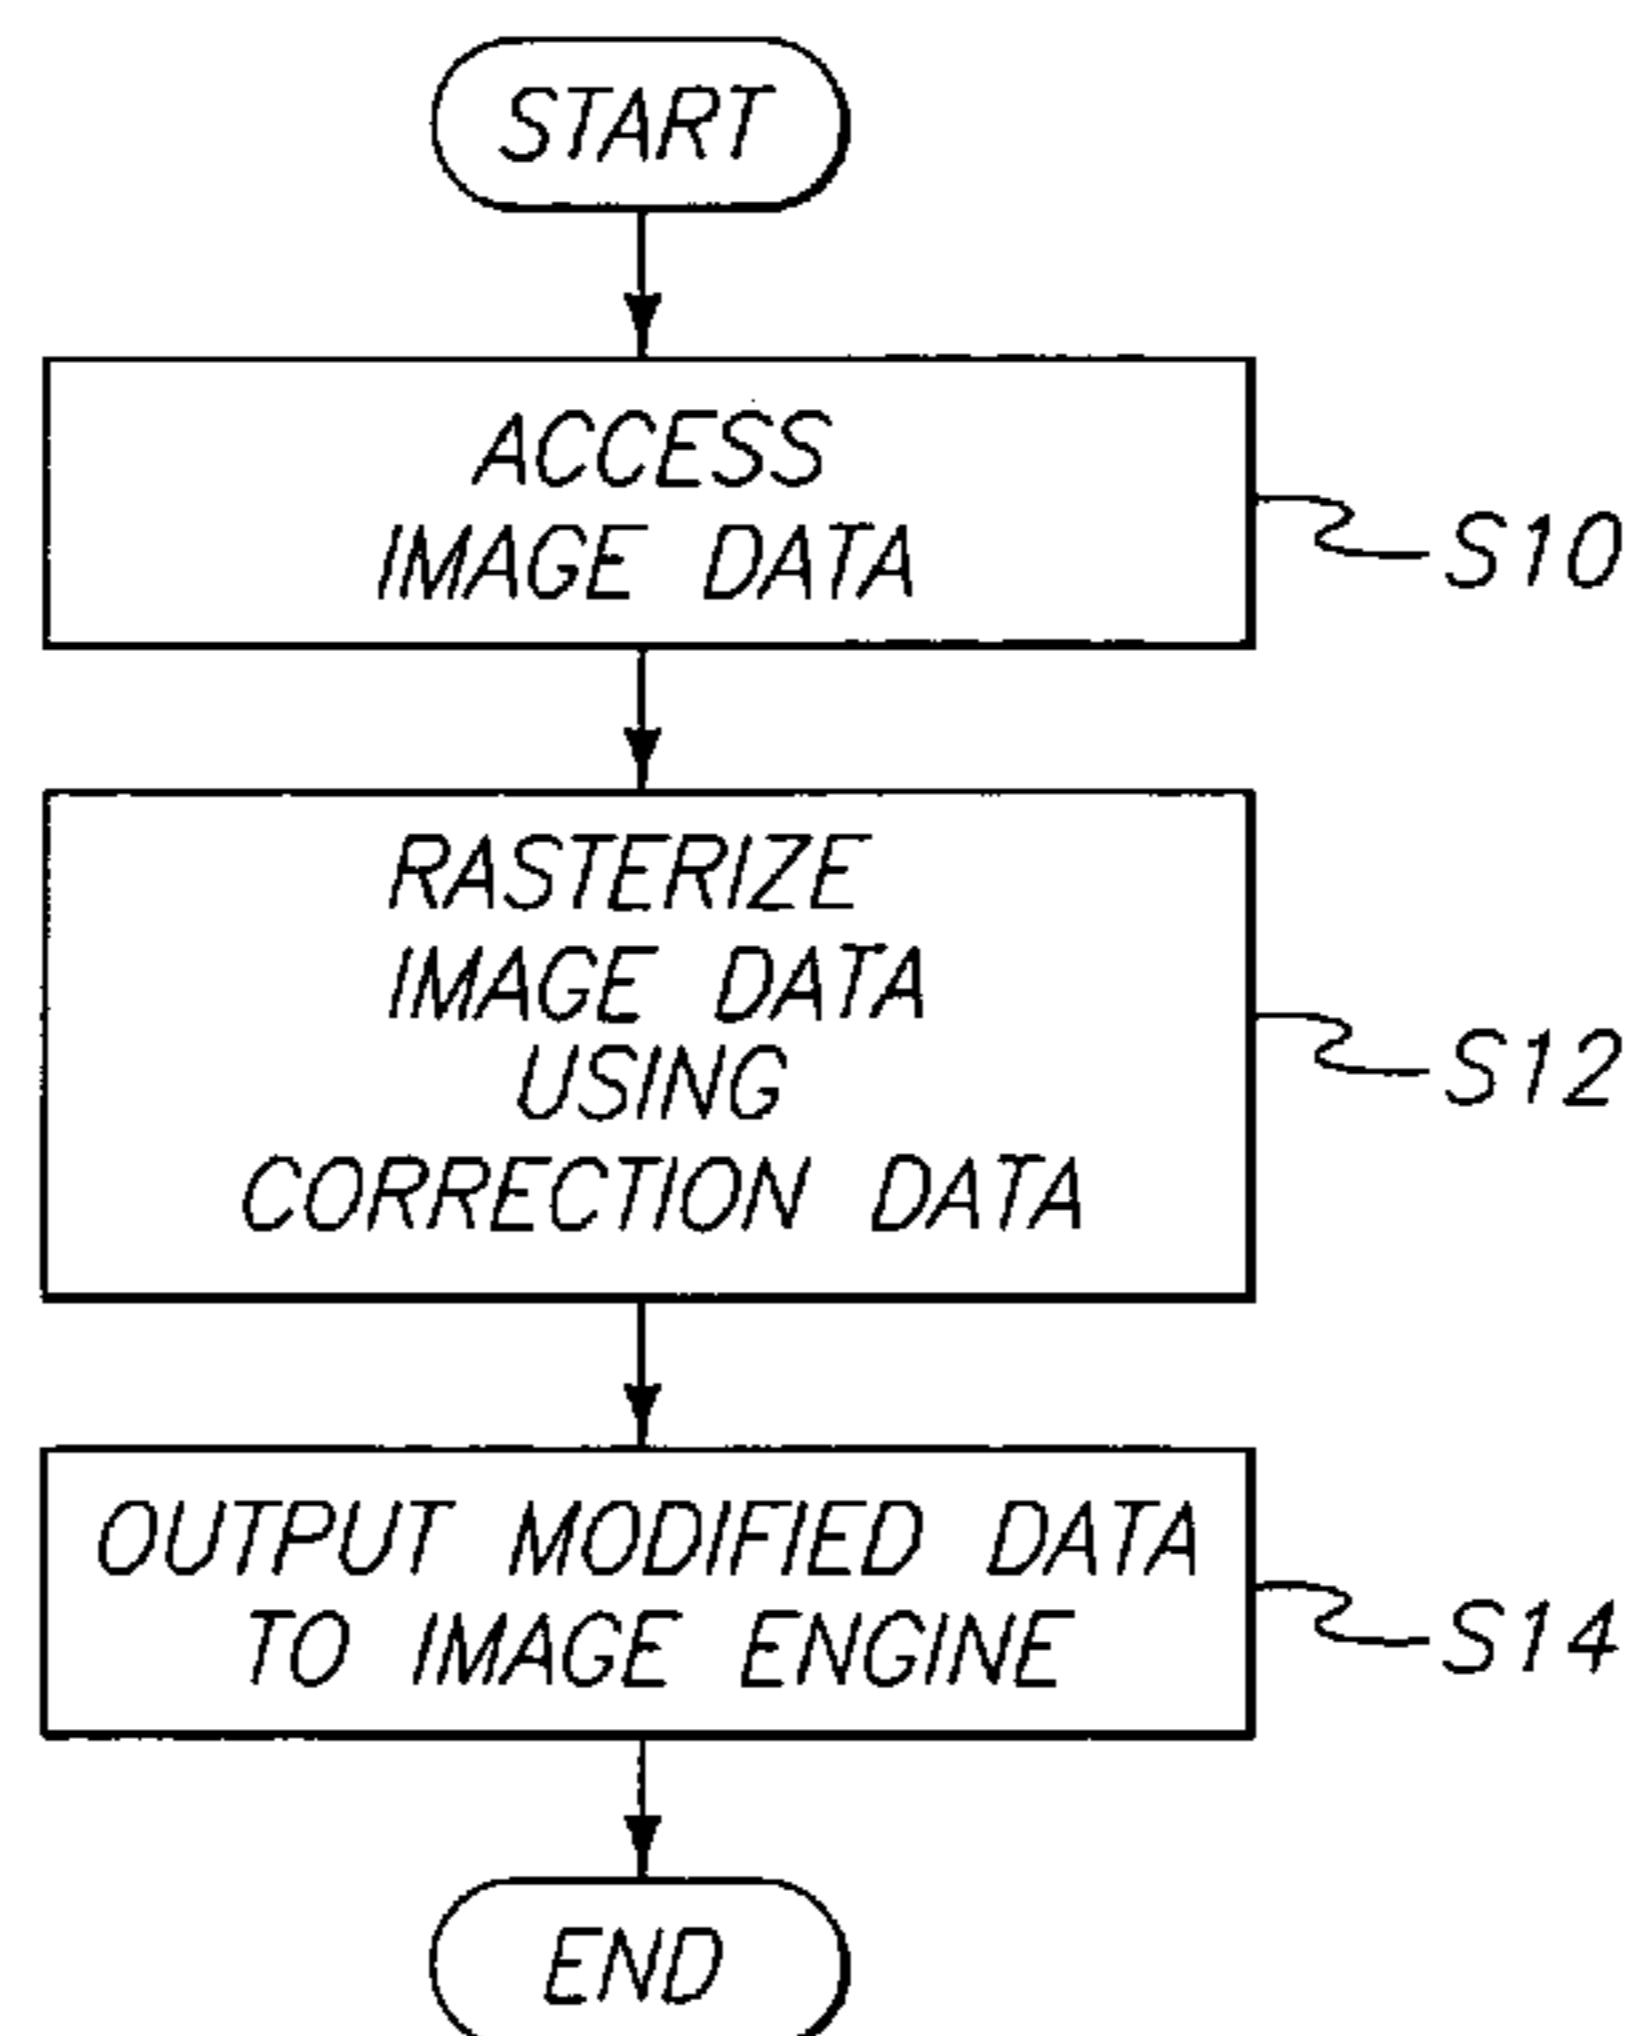 START
ACCESS
IMAGE DATA
S10
RASTERIZE
IMAGE DATA
USING
CORRECTION DATA
S12
OUTPUT MODIFIED DATA
TO IMAGE ENGINE
S14
END